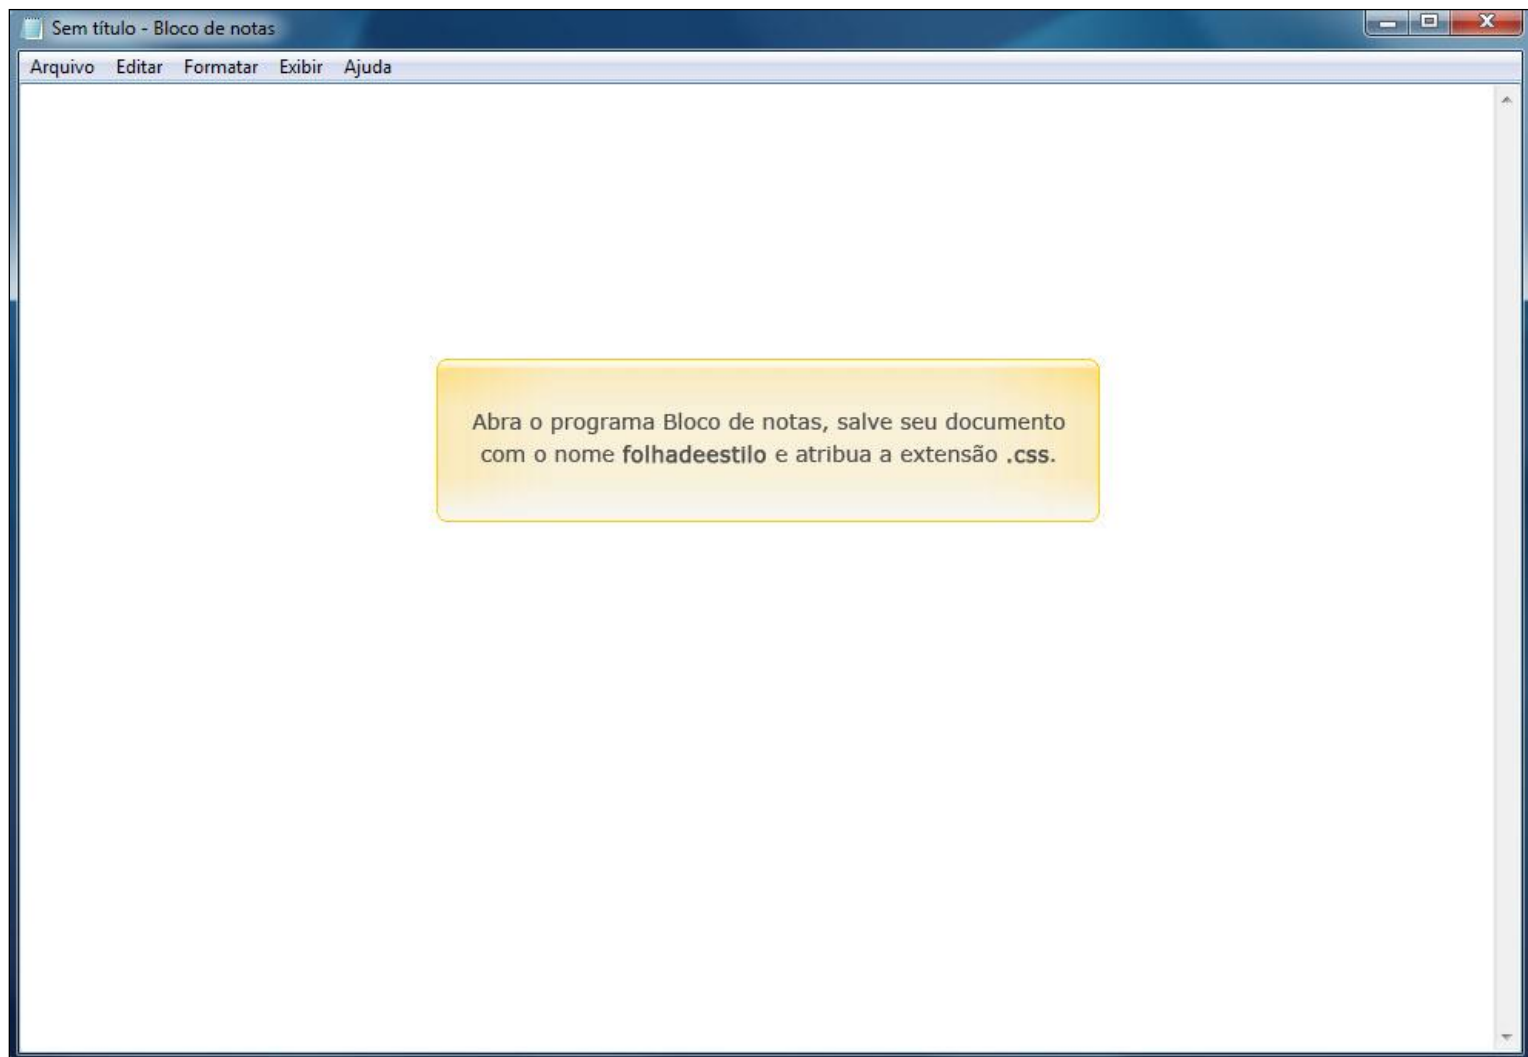 Sem título - Bloco de notas
Arquivo Editar Formatar Exibir Ajuda
Abra o programa Bloco de notas, salve seu documento
com o nome folhadeestilo e atribua a extensão .css.